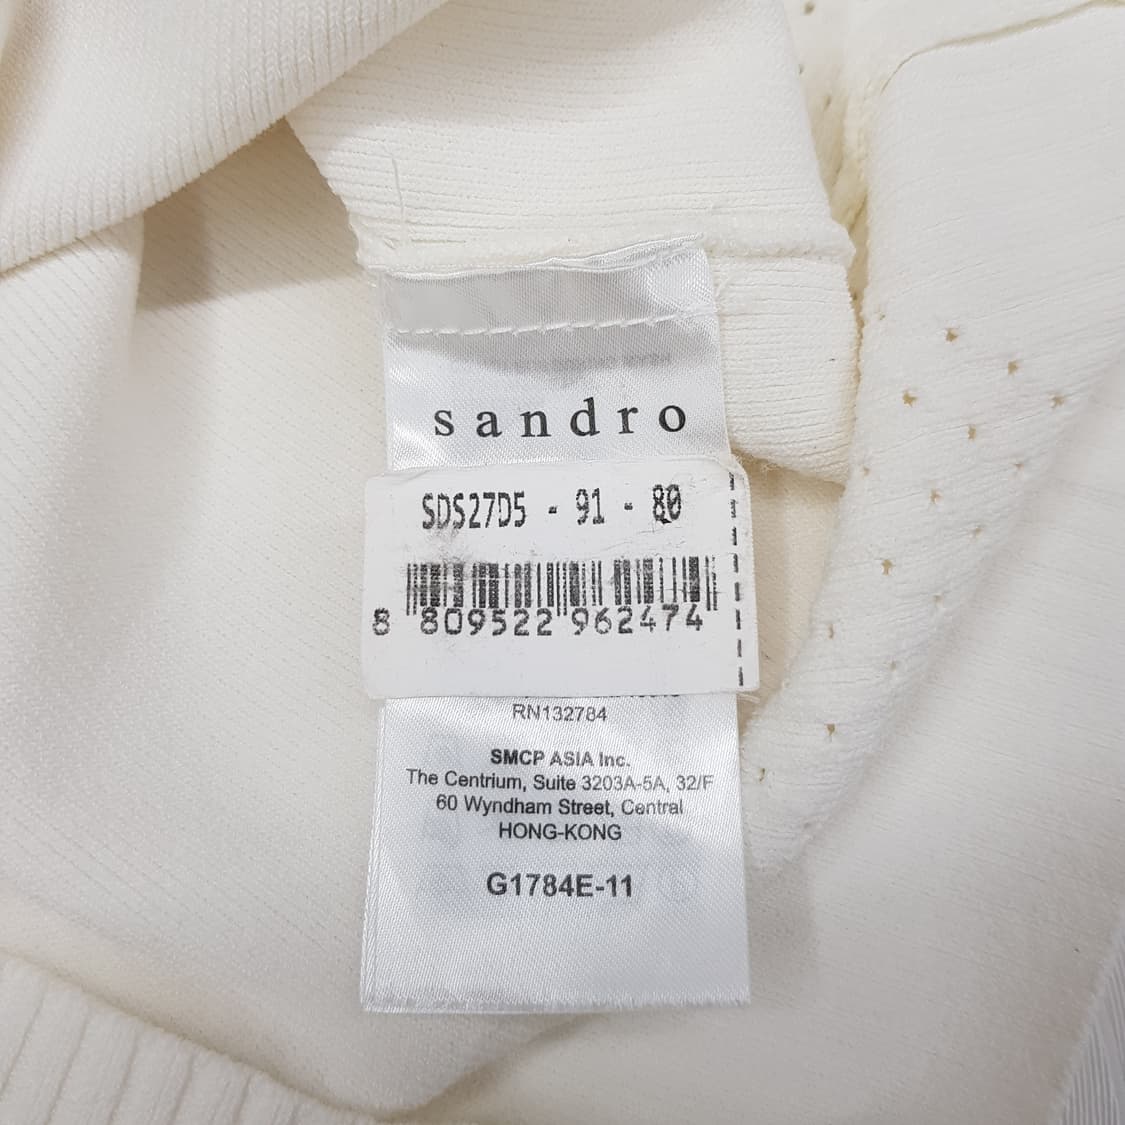 sandro
SDS27D5 - 91 - 80
8 809522 962474
RN132784
SMCP ASIA Inc.
The Centrium, Suite 3203A-5A, 32/F
60 Wyndham Street, Central
HONG-KONG
G1784E-11